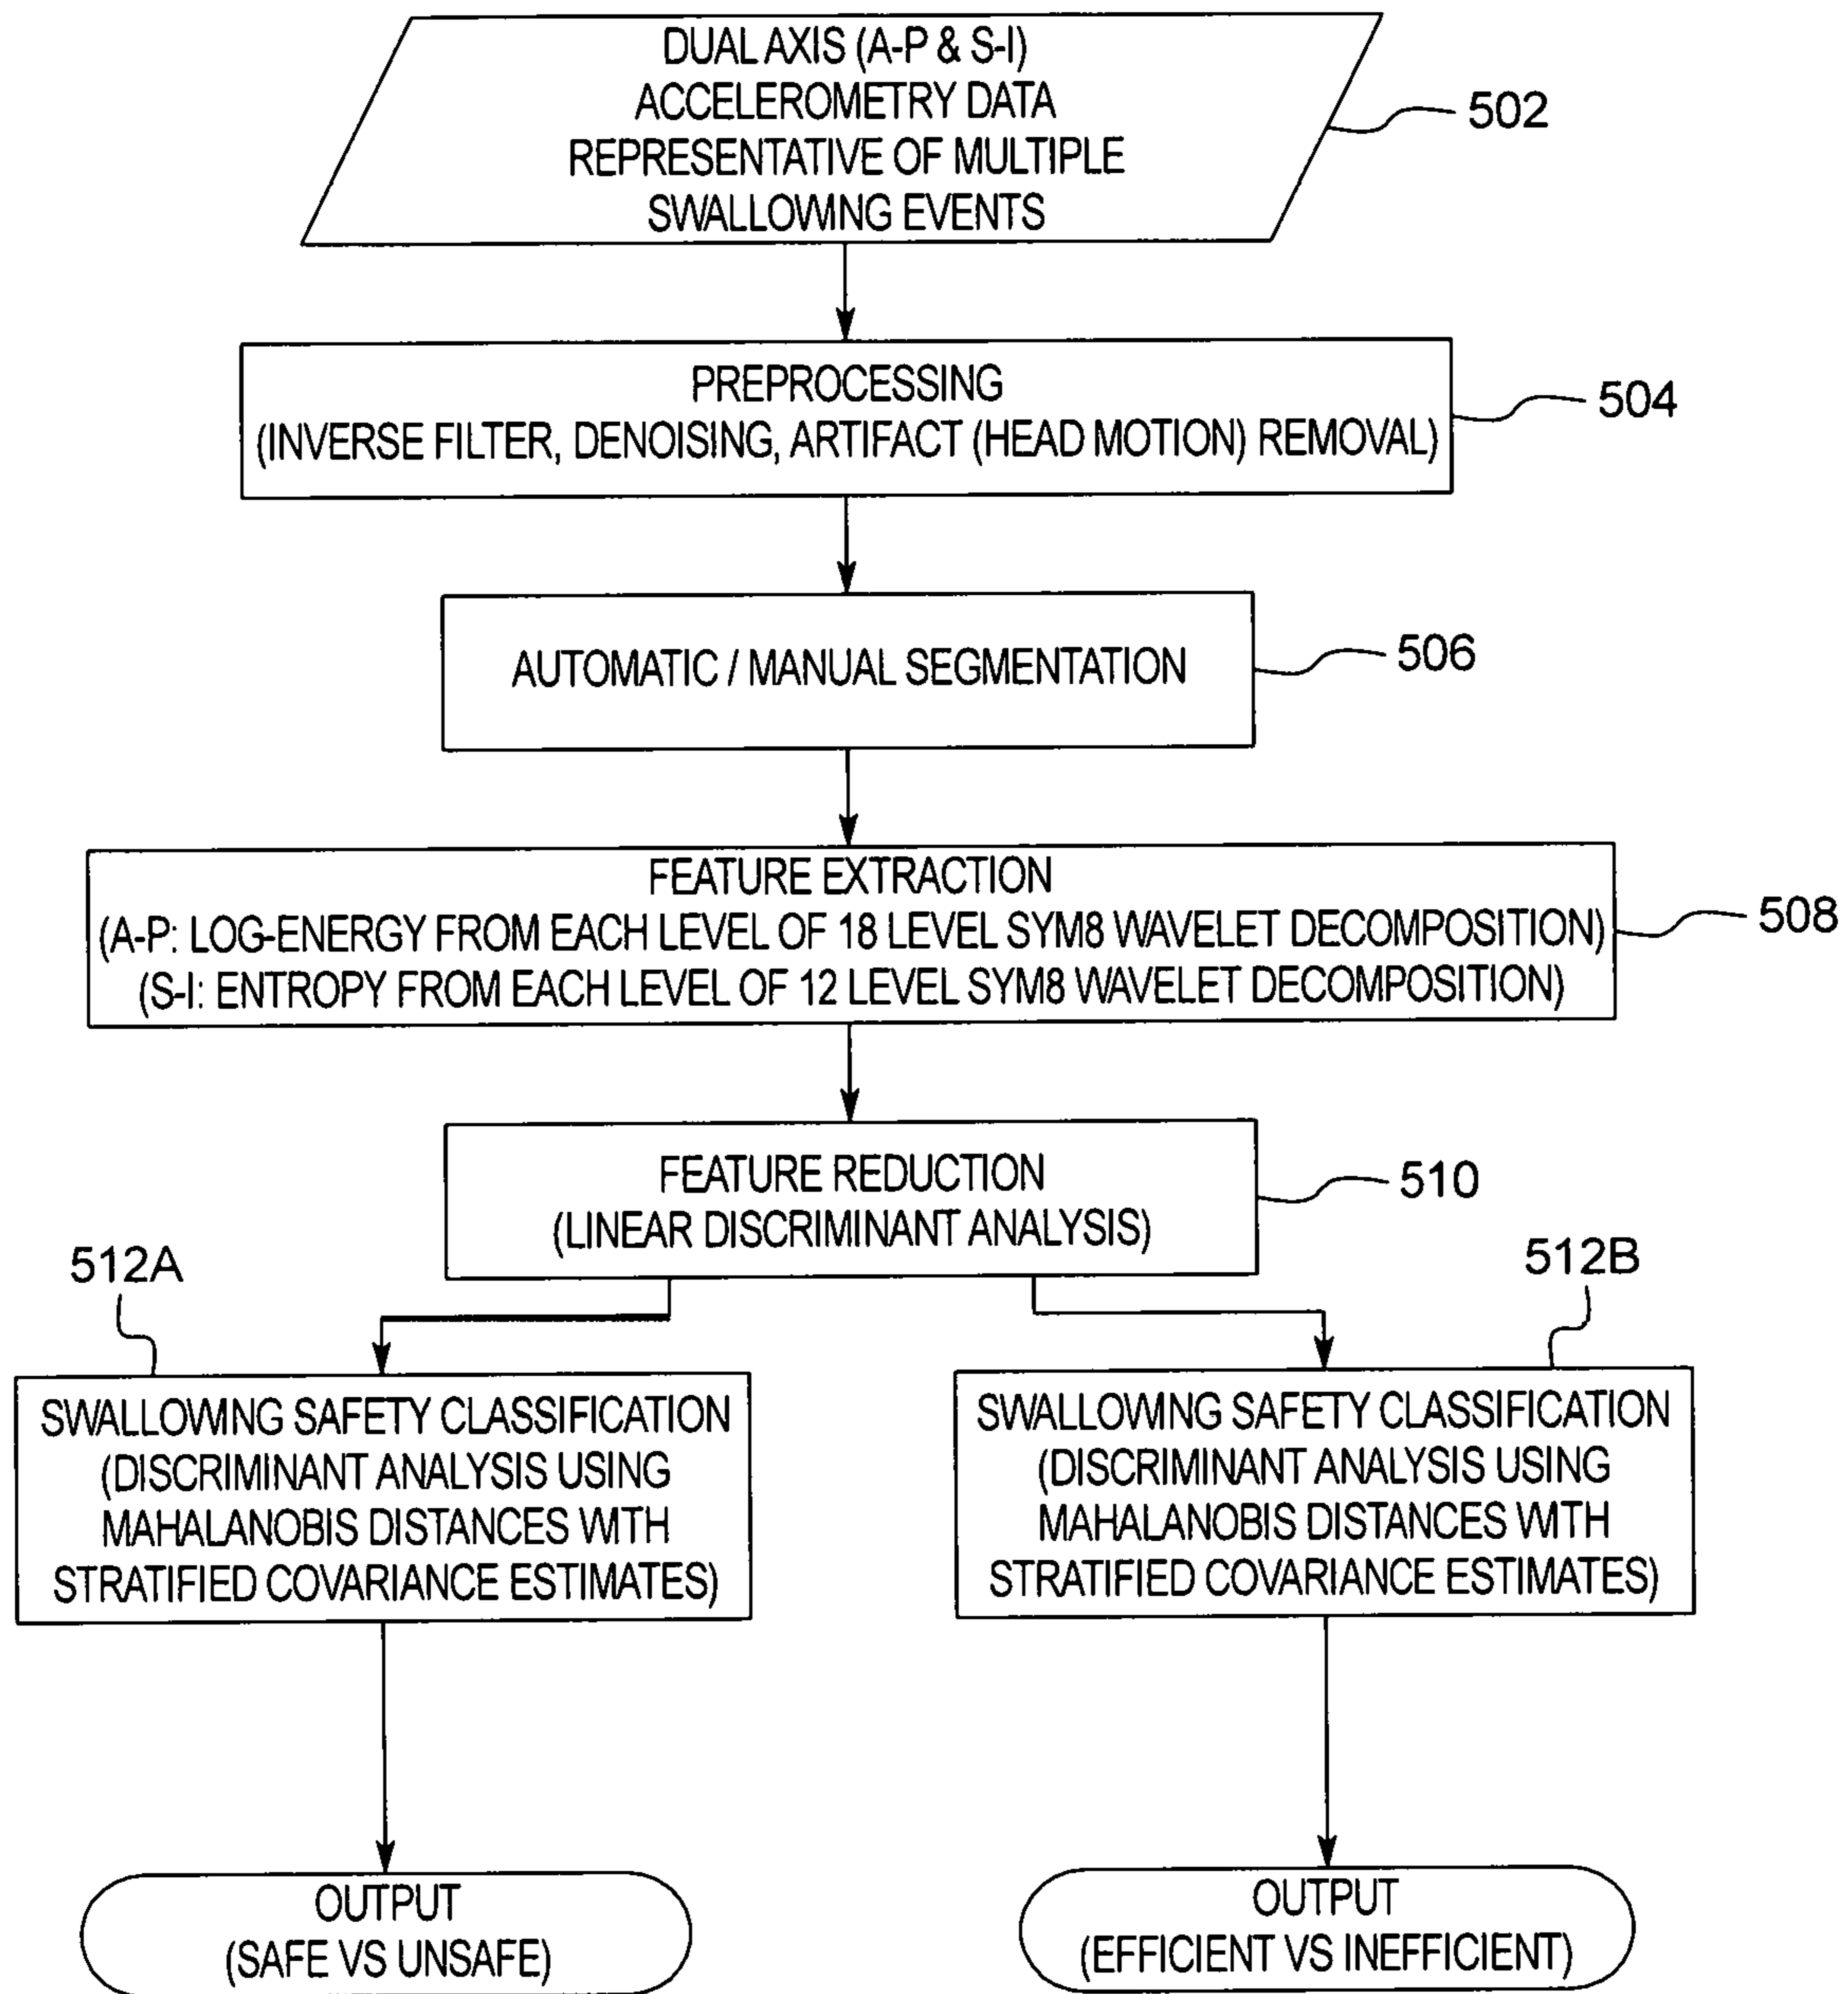 DUAL AXIS (A-P & S-I)
ACCELEROMETRY DATA
REPRESENTATIVE OF MULTIPLE
SWALLOWING EVENTS
502
PREPROCESSING
(INVERSE FILTER, DENOISING, ARTIFACT (HEAD MOTION) REMOVAL)
504
AUTOMATIC / MANUAL SEGMENTATION
506
FEATURE EXTRACTION
(A-P: LOG-ENERGY FROM EACH LEVEL OF 18 LEVEL SYM8 WAVELET DECOMPOSITION)
(S-I: ENTROPY FROM EACH LEVEL OF 12 LEVEL SYM8 WAVELET DECOMPOSITION)
508
FEATURE REDUCTION
(LINEAR DISCRIMINANT ANALYSIS)
510
512A
SWALLOWING SAFETY CLASSIFICATION
(DISCRIMINANT ANALYSIS USING
MAHALANOBIS DISTANCES WITH
STRATIFIED COVARIANCE ESTIMATES)
512B
SWALLOWING SAFETY CLASSIFICATION
(DISCRIMINANT ANALYSIS USING
MAHALANOBIS DISTANCES WITH
STRATIFIED COVARIANCE ESTIMATES)
OUTPUT
(SAFE VS UNSAFE)
OUTPUT
(EFFICIENT VS INEFFICIENT)